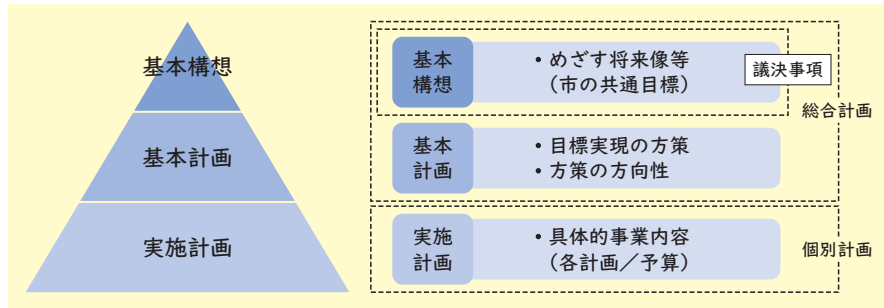 基本構想
基本計画
実施計画
基本
構想
・めざす将来像等
（市の共通目標）
議決事項
総合計画
基本
計画
・目標実現の方策
・方策の方向性
実施
計画
・具体的事業内容
（各計画／予算）
個別計画